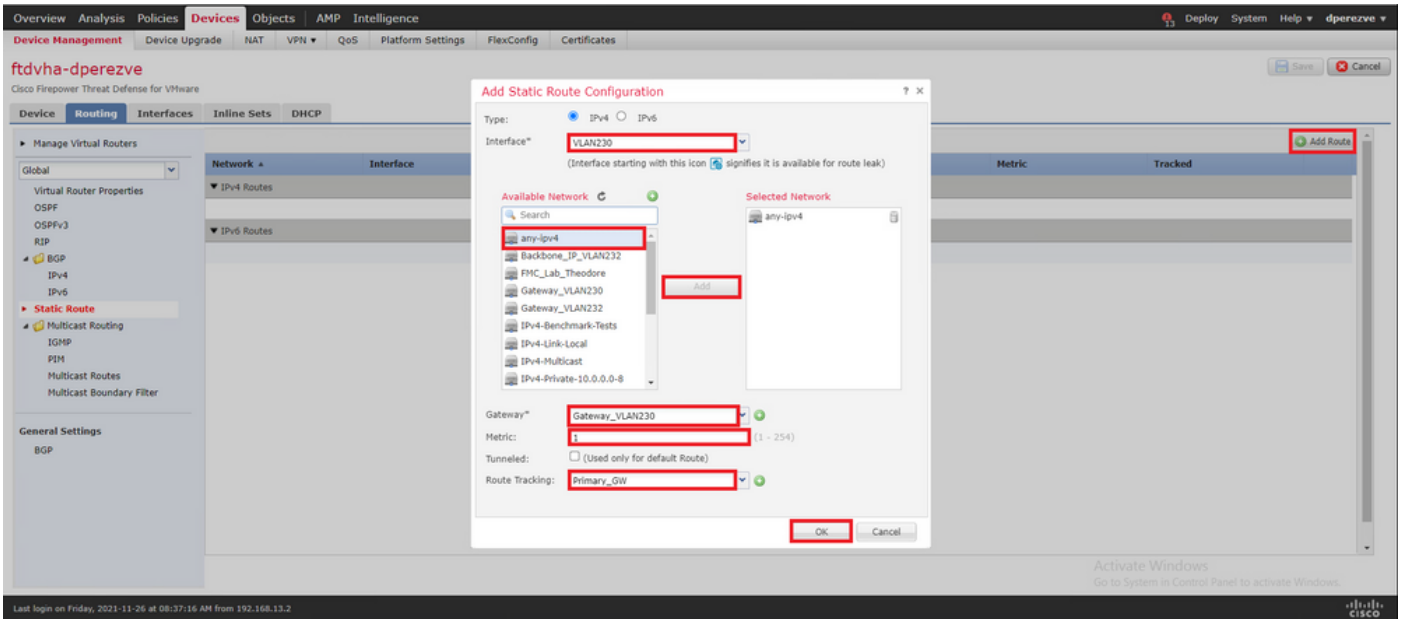 Overview Analysis Policies Devices Objects AMP Intelligence
13 Deploy System Help dperezve
Device Management Device Upgrade NAT VPN QoS Platform Settings FlexConfig Certificates
ftdvha-dperezve
Save Cancel
Cisco Firepower Threat Defense for VMware
Device Routing Interfaces Inline Sets DHCP
Manage Virtual Routers
Global
Virtual Router Properties
OSPF
OSPFv3
RIP
BGP
IPv4
IPv6
Static Route
Multicast Routing
IGMP
PIM
Multicast Routes
Multicast Boundary Filter
General Settings
BGP
Add Route
Network Interface Metric Tracked
IPv4 Routes
IPv6 Routes
Add Static Route Configuration ? ×
Type: IPv4 IPv6
Interface* VLAN230
(Interface starting with this icon signifies it is available for route leak)
Available Network
Search
any-ipv4
Backbone_IP_VLAN232
FMC_Lab_Theodore
Gateway_VLAN230
Gateway_VLAN232
IPv4-Benchmark-Tests
IPv4-Link-Local
IPv4-Multicast
IPv4-Private-10.0.0.0-8
Add
Selected Network
any-ipv4
Gateway* Gateway_VLAN230
Metric: 1 (1 - 254)
Tunneled: (Used only for default Route)
Route Tracking: Primary_GW
OK Cancel
Activate Windows
Go to System in Control Panel to activate Windows.
Last login on Friday, 2021-11-26 at 08:37:16 AM from 192.168.13.2
CISCO